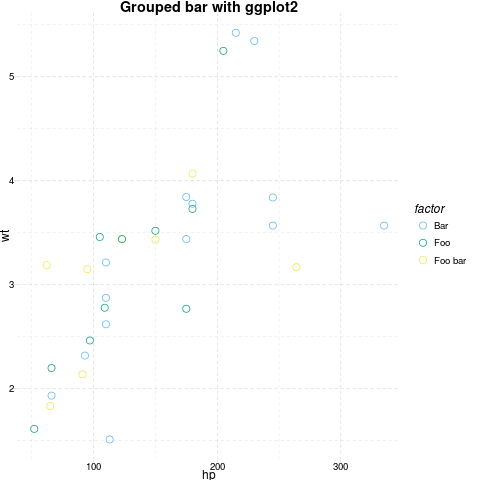 Grouped bar with ggplot2
5
4
3
2
wt
100
200
300
hp
factor
Bar
Foo
Foo bar